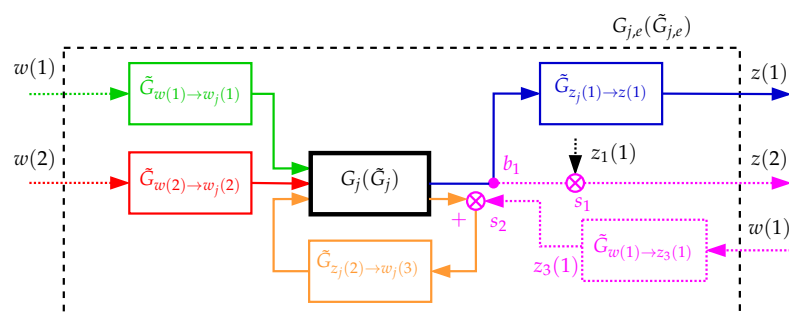 G_{j,e}(G̃_{j,e})
w(1)
G̃_{w(1)→w_j(1)}
G̃_{z_j(1)→z(1)}
z(1)
w(2)
G̃_{w(2)→w_j(2)}
G_j(G̃_j)
b_1
z_1(1)
s_1
z(2)
+
s_2
w(1)
G̃_{z_j(2)→w_j(3)}
z_3(1)
G̃_{w(1)→z_3(1)}